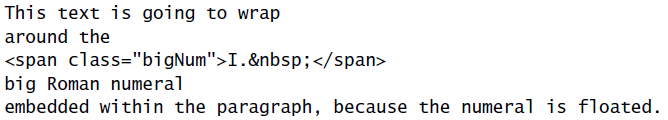 This text is going to wrap
around the
<span class="bigNum">I.&nbsp;</span>
big Roman numeral
embedded within the paragraph, because the numeral is floated.